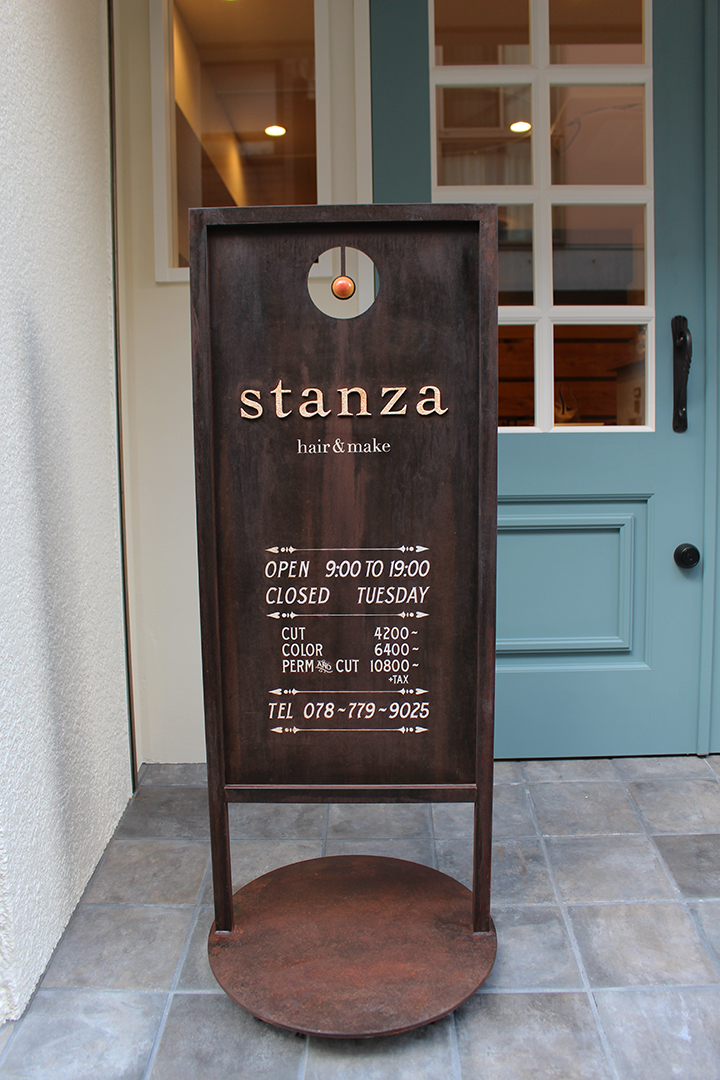 stanza
hair & make
OPEN 9:00 TO 19:00
CLOSED TUESDAY
CUT 4200~
COLOR 6400~
PERM AND CUT 10800~
+TAX
TEL 078~779~9025